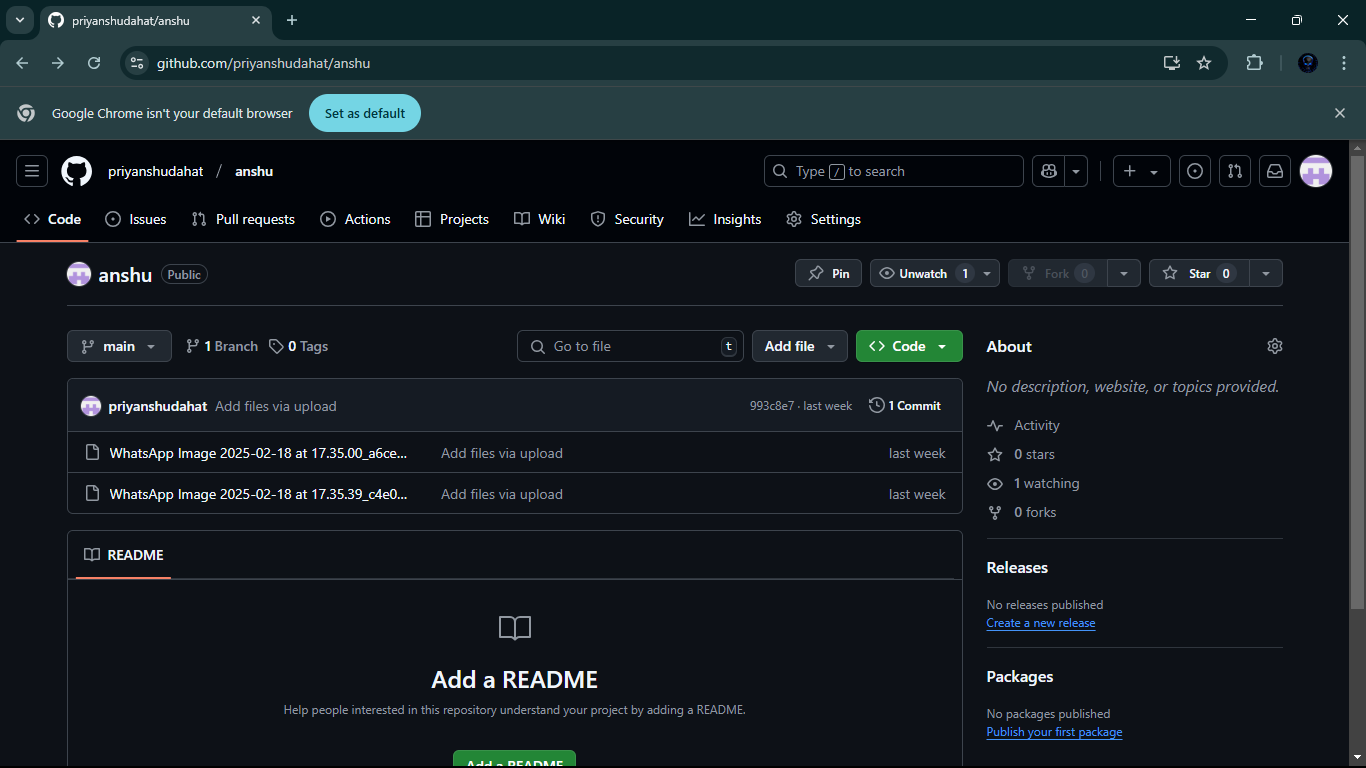 priyanshudahat/anshu
github.com/priyanshudahat/anshu
Google Chrome isn't your default browser Set as default
priyanshudahat / anshu Type / to search
Code Issues Pull requests Actions Projects Wiki Security Insights Settings
anshu Public Pin Unwatch 1 Fork 0 Star 0
main 1 Branch 0 Tags Go to file t Add file Code
About
No description, website, or topics provided.
priyanshudahat Add files via upload 993c8e7 · last week 1 Commit
Activity
WhatsApp Image 2025-02-18 at 17.35.00_a6ce... Add files via upload last week
0 stars
1 watching
WhatsApp Image 2025-02-18 at 17.35.39_c4e0... Add files via upload last week
0 forks
README
Releases
No releases published
Create a new release
Add a README
Help people interested in this repository understand your project by adding a README.
Add a README
Packages
No packages published
Publish your first package